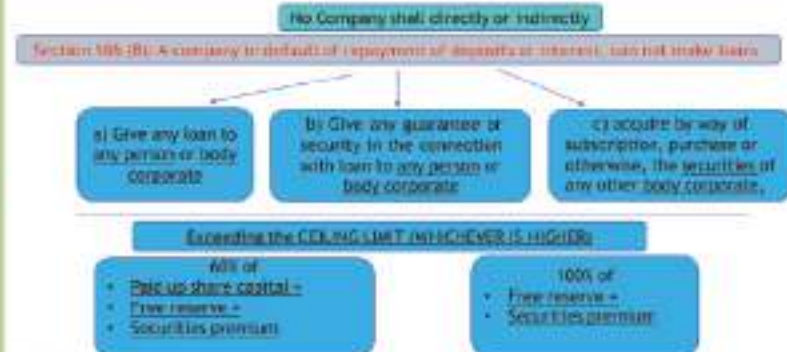 No Company shall directly or indirectly
Section 186 (8): A company in default of repayment of deposits or interest, can not make loans
a) Give any loan to
any person or body
corporate
b) Give any guarantee or
security in the connection
with loan to any person or
body corporate
c) acquire by way of
subscription, purchase or
otherwise, the securities of
any other body corporate,
Exceeding the CEILING LIMIT (WHICHEVER IS HIGHER)
60% of
• Paid up share capital +
• Free reserve +
• Securities premium
100% of
• Free reserve +
• Securities premium